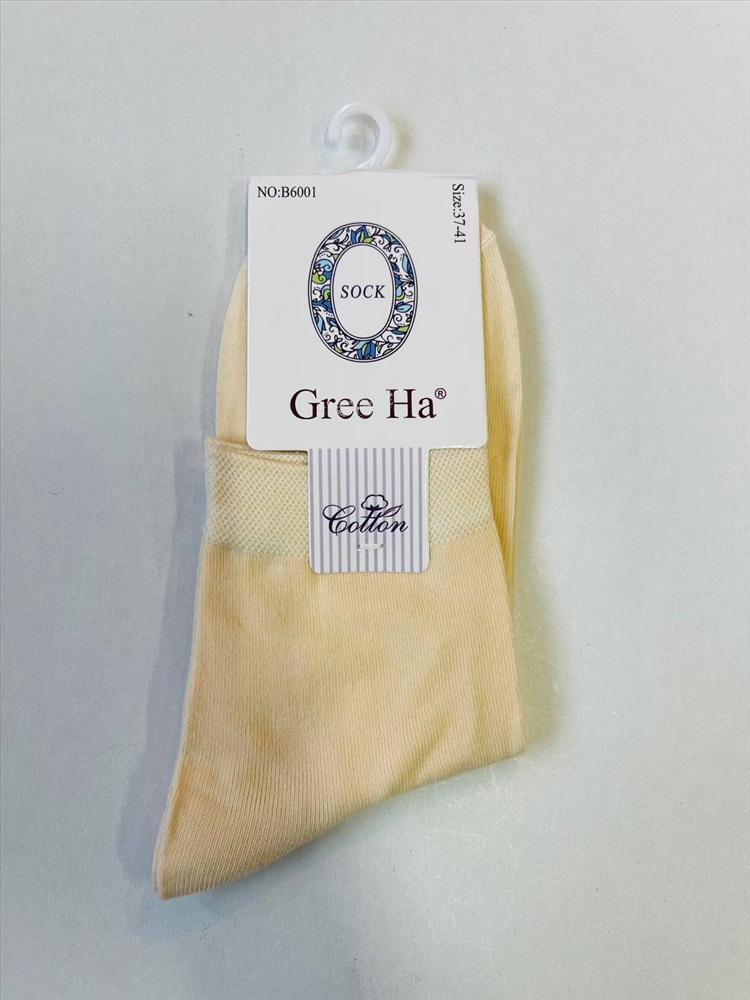 NO:B6001
Size:37-41
SOCK
Gree Ha®
Cotton